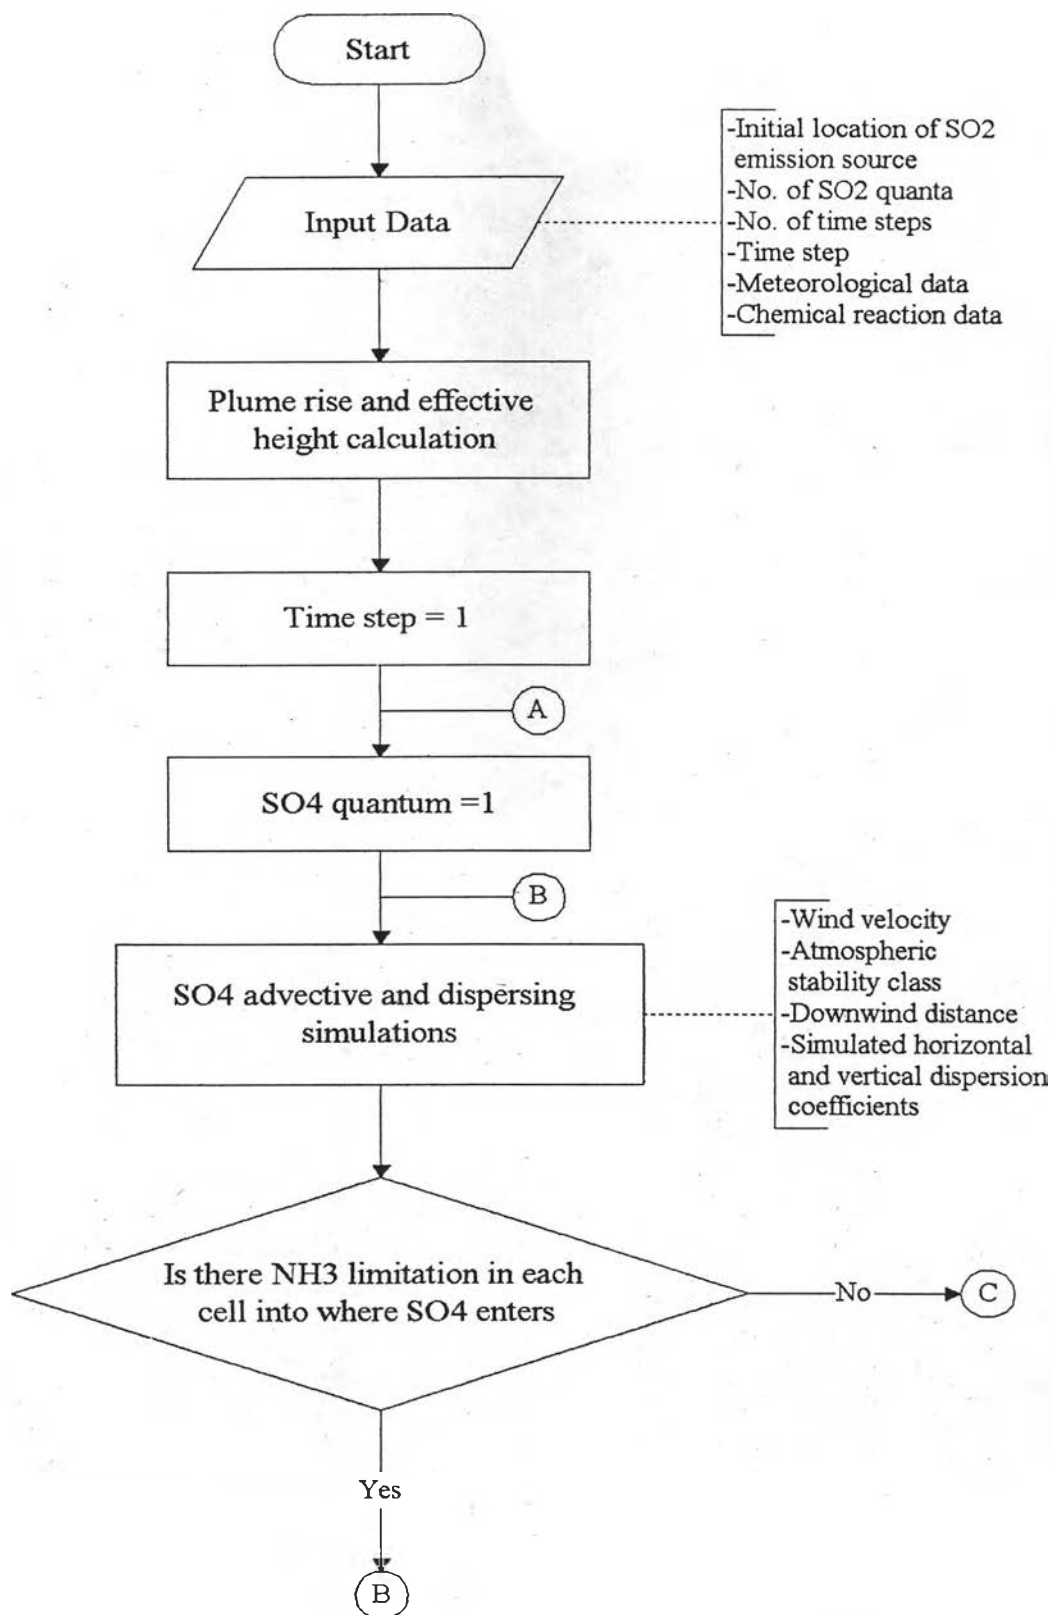 Start
Input Data
-Initial location of SO2
emission source
-No. of SO2 quanta
-No. of time steps
-Time step
-Meteorological data
-Chemical reaction data
Plume rise and effective
height calculation
Time step = 1
A
SO4 quantum =1
B
SO4 advective and dispersing
simulations
-Wind velocity
-Atmospheric
stability class
-Downwind distance
-Simulated horizontal
and vertical dispersion
coefficients
Is there NH3 limitation in each
cell into where SO4 enters
No
C
Yes
B